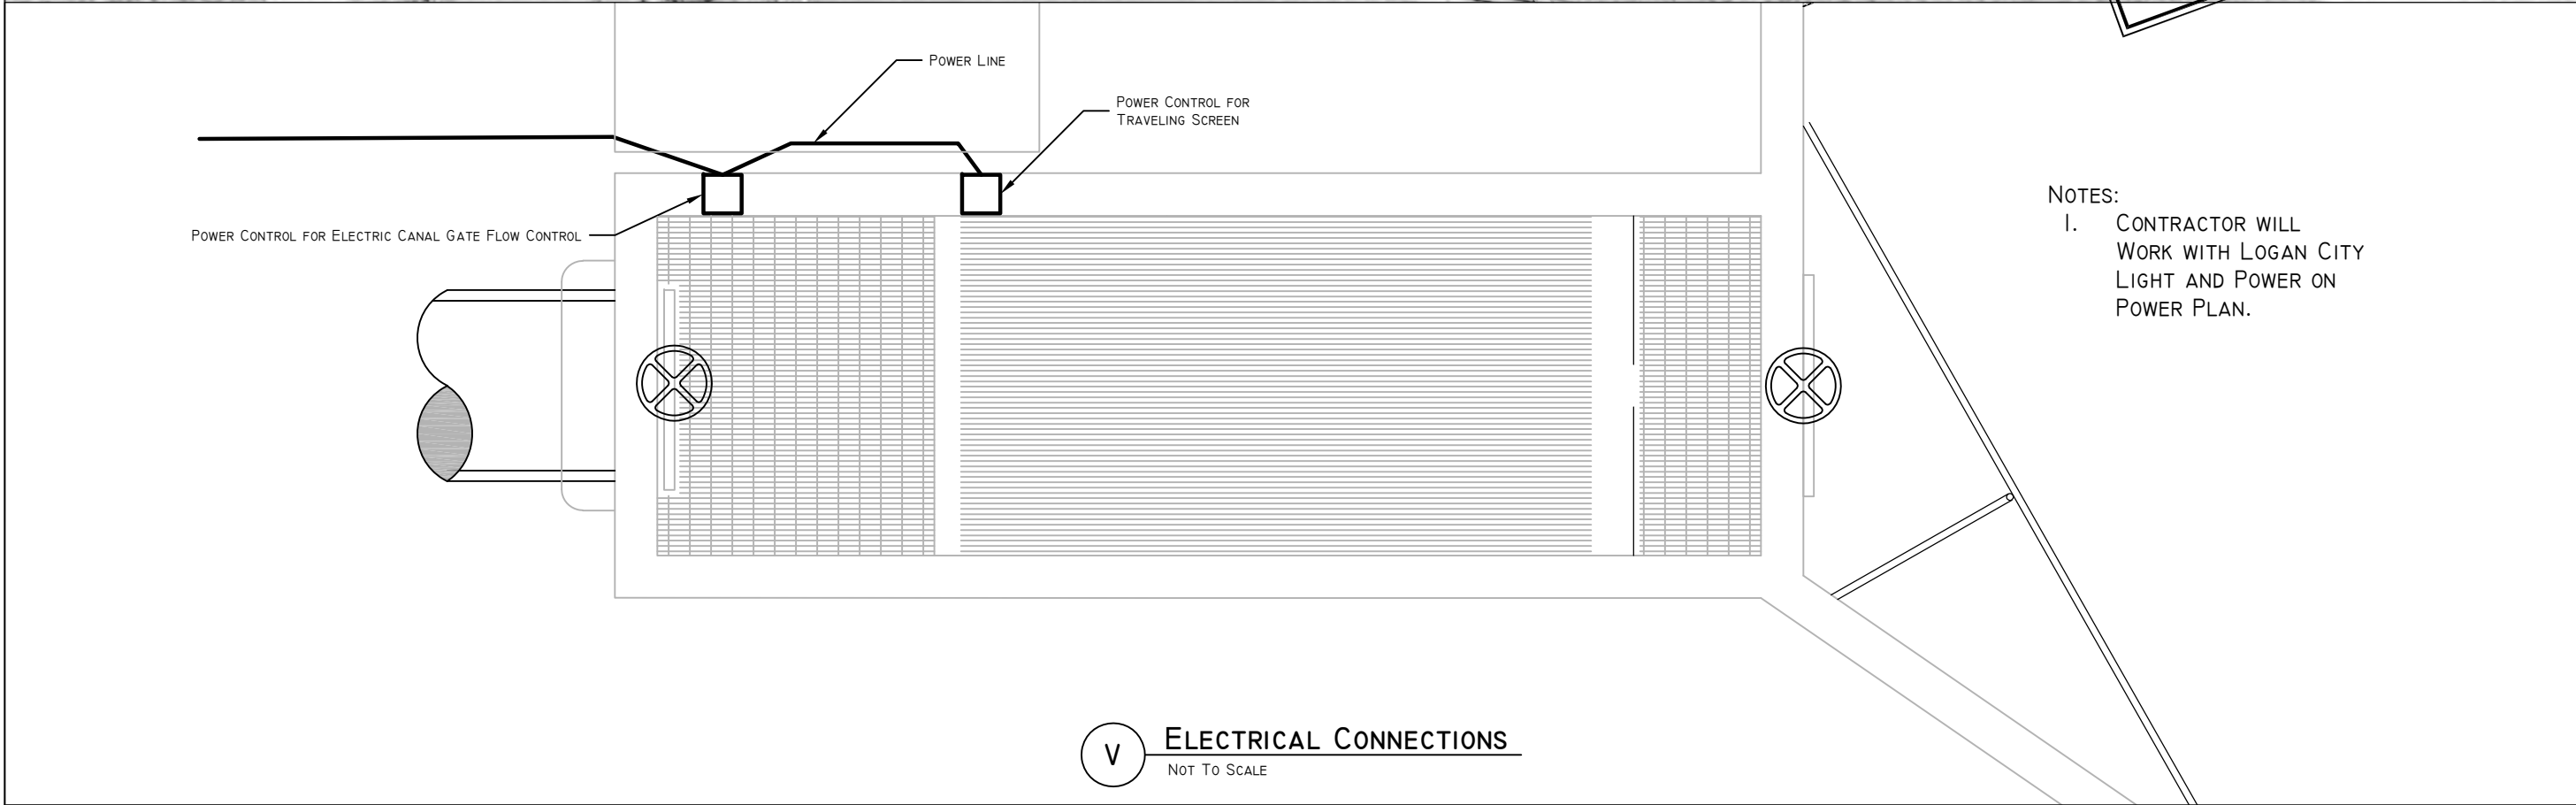 Power Line
Power Control for
Traveling Screen
Power Control for Electric Canal Gate Flow Control
Notes:
1. Contractor will
Work with Logan City
Light and Power on
Power Plan.
V
Electrical Connections
Not To Scale